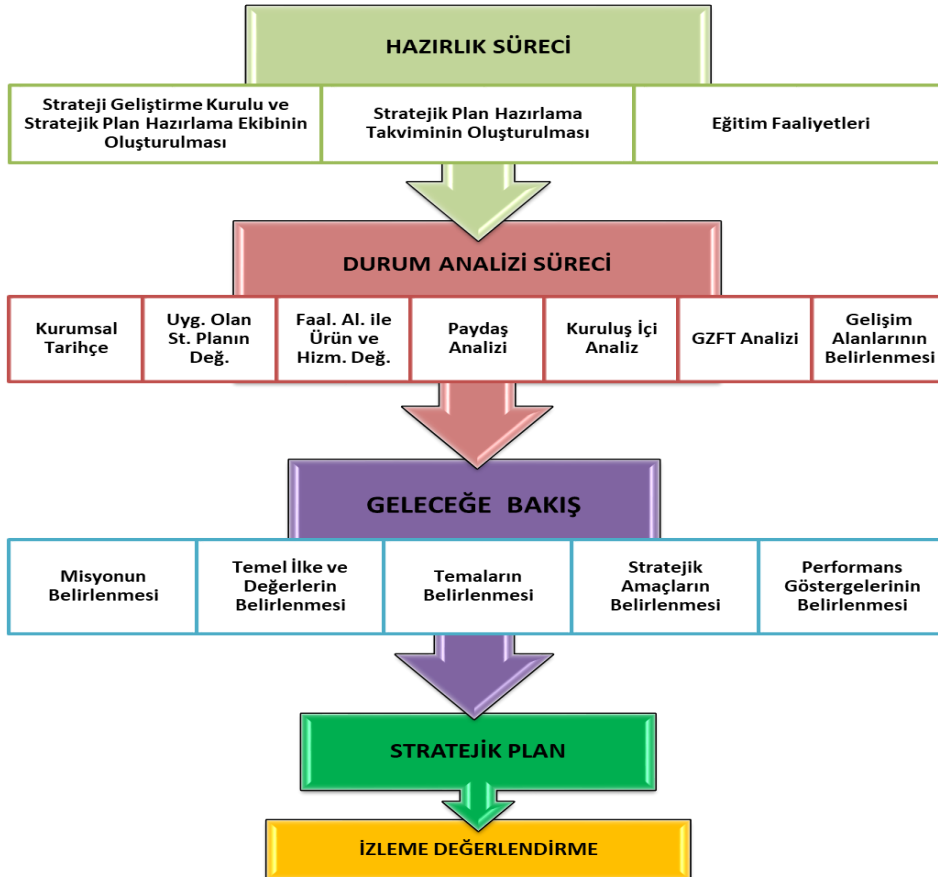 HAZIRLIK SÜRECİ
Strateji Geliştirme Kurulu ve
Stratejik Plan Hazırlama Ekibinin
Oluşturulması
Stratejik Plan Hazırlama
Takviminin Oluşturulması
Eğitim Faaliyetleri
DURUM ANALİZİ SÜRECİ
Kurumsal
Tarihçe
Uyg. Olan
St. Planın
Değ.
Faal. Al. ile
Ürün ve
Hizm. Değ.
Paydaş
Analizi
Kuruluş İçi
Analiz
GZFT Analizi
Gelişim
Alanlarının
Belirlenmesi
GELECEĞE BAKIŞ
Misyonun
Belirlenmesi
Temel İlke ve
Değerlerin
Belirlenmesi
Temaların
Belirlenmesi
Stratejik
Amaçların
Belirlenmesi
Performans
Göstergelerinin
Belirlenmesi
STRATEJİK PLAN
İZLEME DEĞERLENDİRME